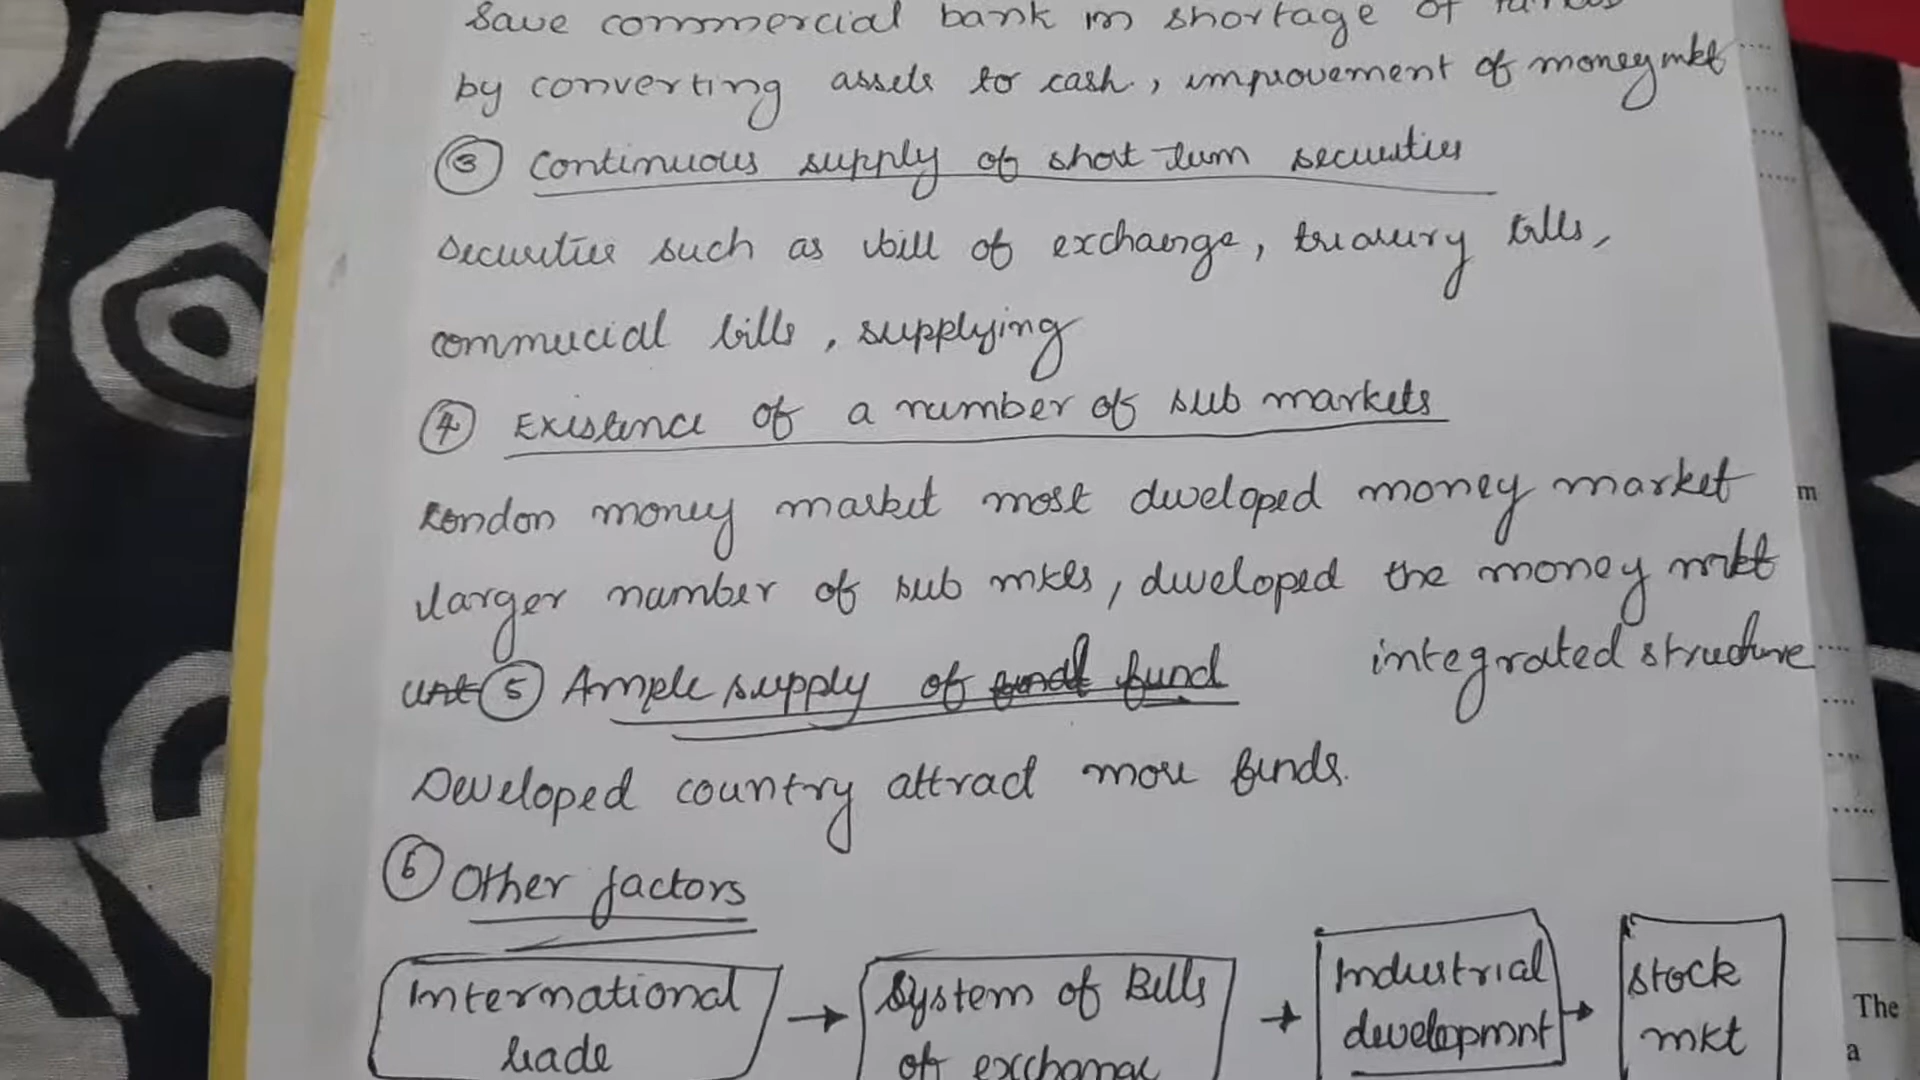 Save commercial bank in shortage of funds
by converting assets to cash, improvement of money mkt
③ Continuous supply of short term securities
Securities such as bill of exchange, treasury bills,
commercial bills, supplying
④ Existence of a number of sub markets
London money market most developed money market
larger number of sub mkts, developed the money mkt
integrated structure
⑤ Ample supply of fund
Developed country attract more funds.
⑥ Other factors
International trade → System of Bills of exchange → Industrial development → Stock mkt
m
The
a